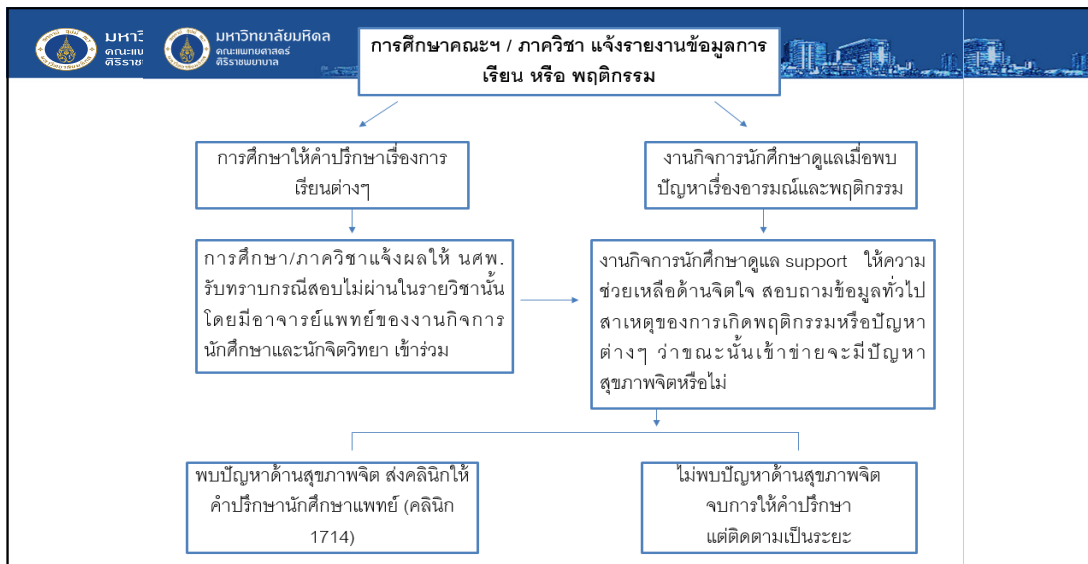 มหาวิ
คณะแพ
ศิริราช
มหาวิทยาลัยมหิดล
คณะแพทยศาสตร์
ศิริราชพยาบาล
การศึกษาคณะฯ / ภาควิชา แจ้งรายงานข้อมูลการ
เรียน หรือ พฤติกรรม
การศึกษาให้คำปรึกษาเรื่องการ
เรียนต่างๆ
งานกิจการนักศึกษาดูแลเมื่อพบ
ปัญหาเรื่องอารมณ์และพฤติกรรม
การศึกษา/ภาควิชาแจ้งผลให้ นศพ.
รับทราบกรณีสอบไม่ผ่านในรายวิชานั้น
โดยมีอาจารย์แพทย์ของงานกิจการ
นักศึกษาและนักจิตวิทยา เข้าร่วม
งานกิจการนักศึกษาดูแล support ให้ความ
ช่วยเหลือด้านจิตใจ สอบถามข้อมูลทั่วไป
สาเหตุของการเกิดพฤติกรรมหรือปัญหา
ต่างๆ ว่าขณะนั้นเข้าข่ายจะมีปัญหา
สุขภาพจิตหรือไม่
พบปัญหาด้านสุขภาพจิต ส่งคลินิกให้
คำปรึกษานักศึกษาแพทย์ (คลินิก
1714)
ไม่พบปัญหาด้านสุขภาพจิต
จบการให้คำปรึกษา
แต่ติดตามเป็นระยะ